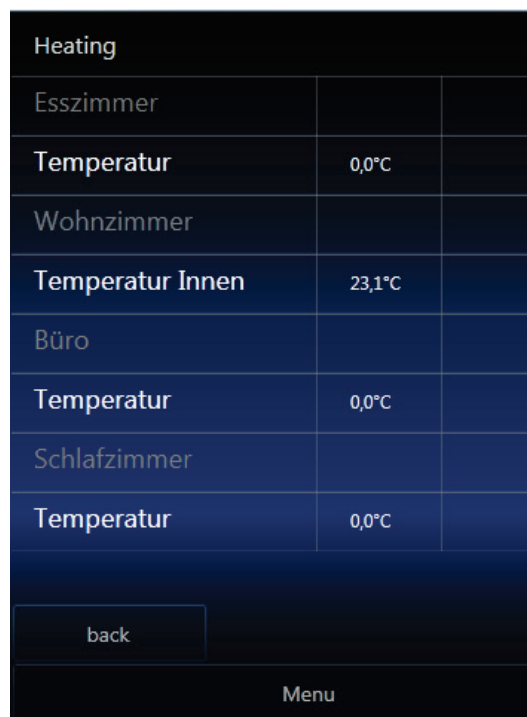 Heating
Esszimmer
Temperatur 0,0°C
Wohnzimmer
Temperatur Innen 23,1°C
Büro
Temperatur 0,0°C
Schlafzimmer
Temperatur 0,0°C
back
Menu